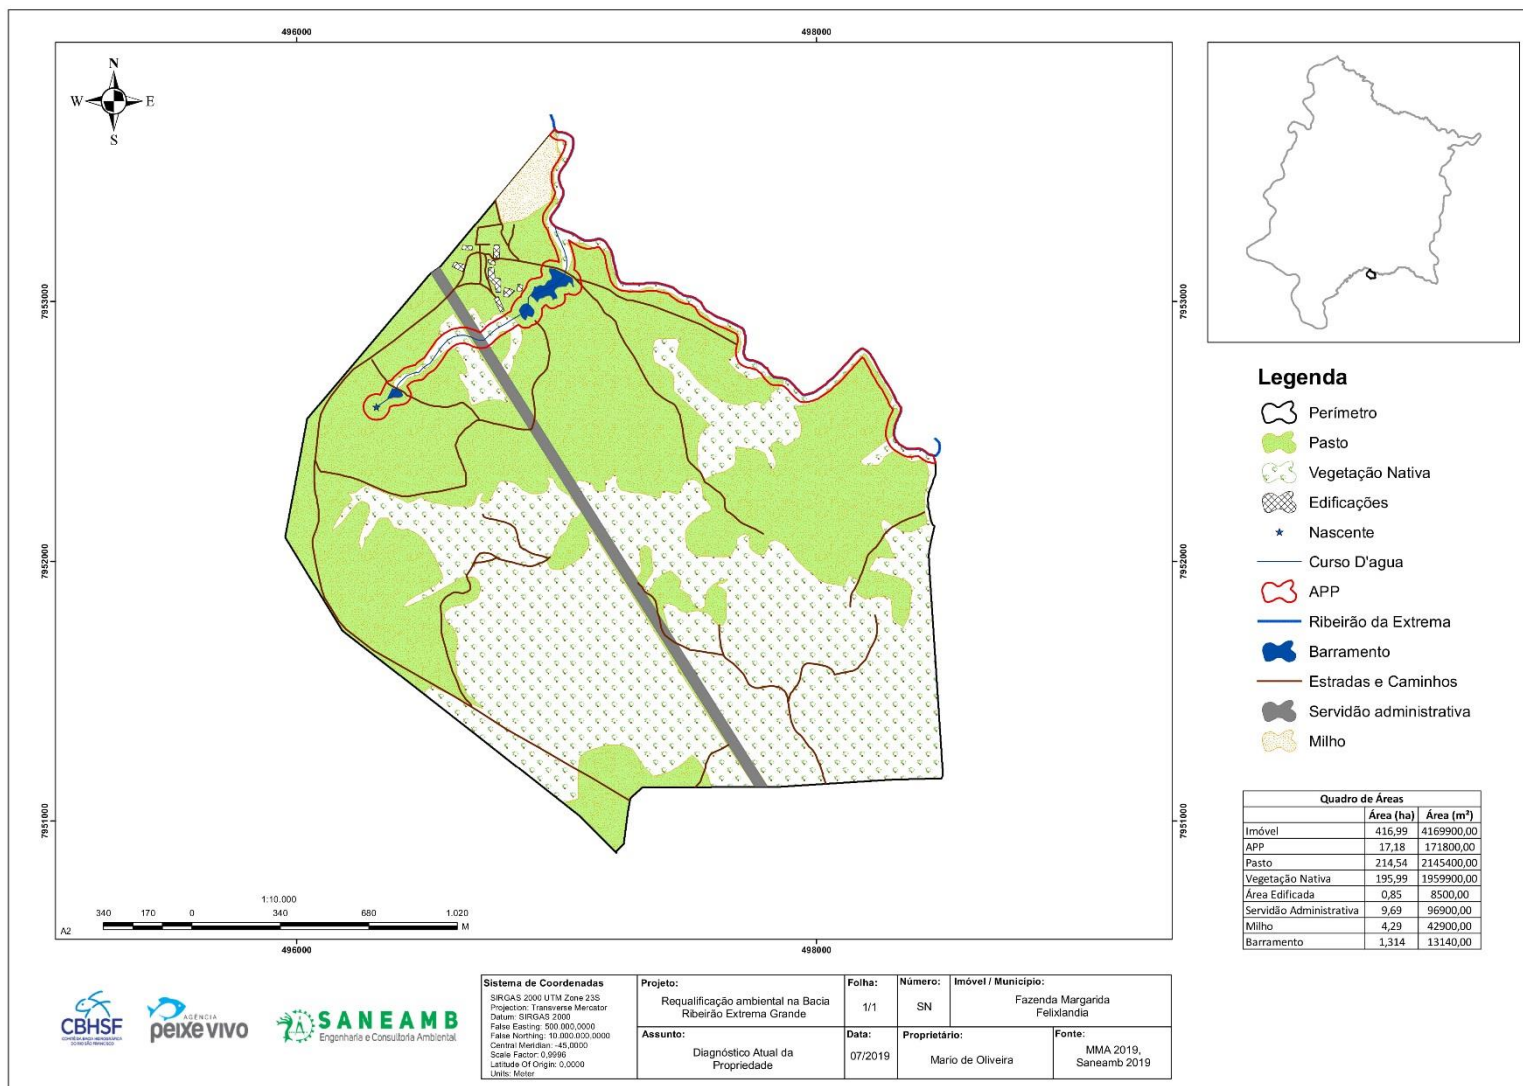 496000
498000
N
W
E
S
7953000
7953000
7952000
7952000
7951000
7951000
1:10.000
340 170 0 340 680 1.020
M
A2
496000
498000
Legenda
Perímetro
Pasto
Vegetação Nativa
Edificações
Nascente
Curso D'agua
APP
Ribeirão da Extrema
Barramento
Estradas e Caminhos
Servidão administrativa
Milho
Quadro de Áreas
Área (ha) Área (m²)
Imóvel 416,99 4169900,00
APP 17,18 171800,00
Pasto 214,54 2145400,00
Vegetação Nativa 195,99 1959900,00
Área Edificada 0,85 8500,00
Servidão Administrativa 9,69 96900,00
Milho 4,29 42900,00
Barramento 1,314 13140,00
CBHSF
AGÊNCIA
peixe vivo
SANEAMB
Engenharia e Consultoria Ambiental
Sistema de Coordenadas
SIRGAS 2000 UTM Zone 23S
Projection: Transverse Mercator
Datum: SIRGAS 2000
False Easting: 500.000,0000
False Northing: 10.000.000,0000
Central Meridian: -45,0000
Scale Factor: 0,9996
Latitude Of Origin: 0,0000
Units: Meter
Projeto:
Requalificação ambiental na Bacia
Ribeirão Extrema Grande
Assunto:
Diagnóstico Atual da
Propriedade
Folha:
1/1
Número:
SN
Imóvel / Município:
Fazenda Margarida
Felixlandia
Data:
07/2019
Proprietário:
Mario de Oliveira
Fonte:
MMA 2019,
Saneamb 2019